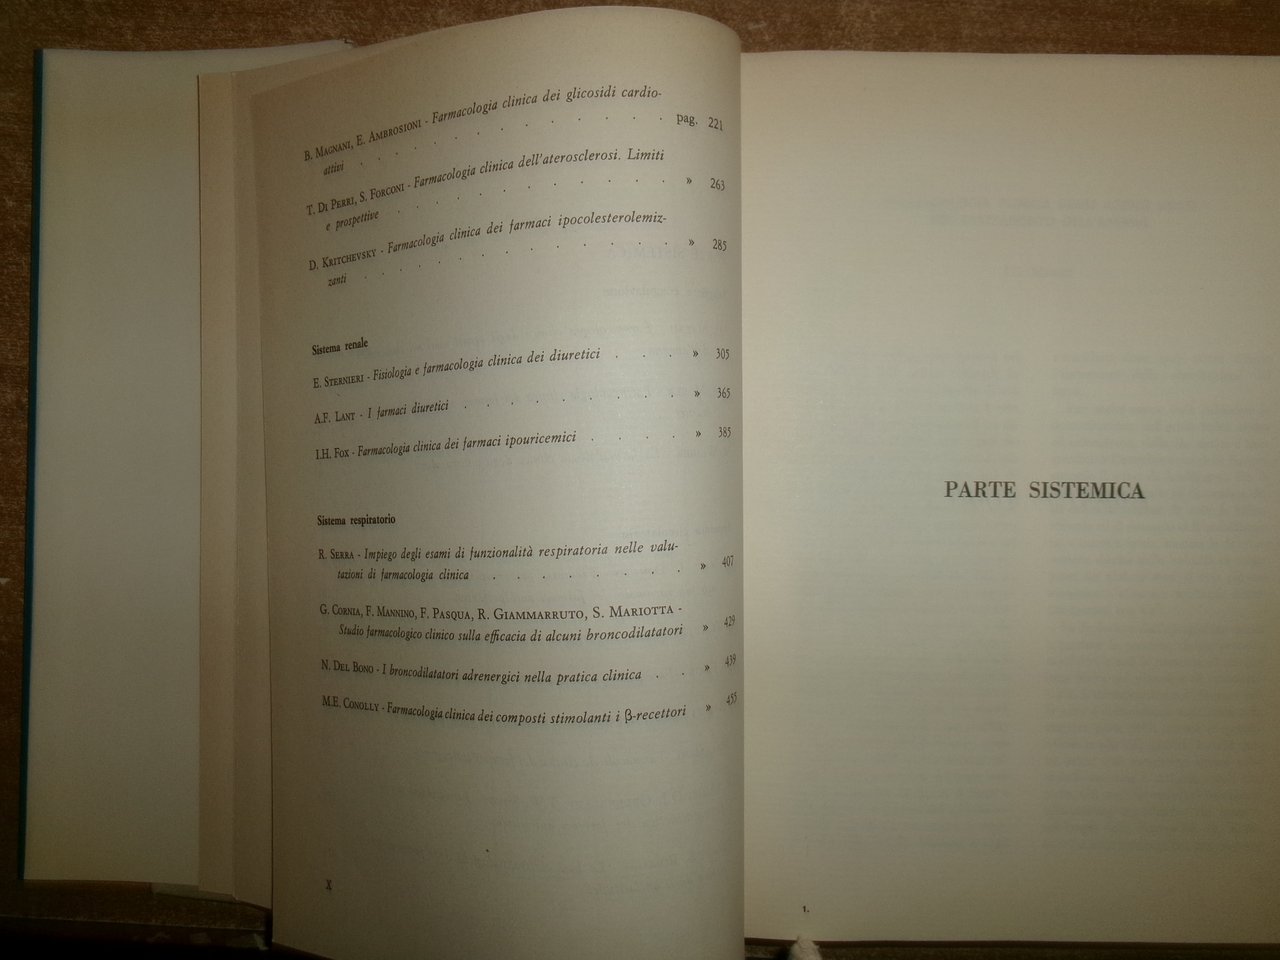 B. Magnani, E. Ambrosioni - Farmacologia clinica dei glicosidi cardio-
attivi . . . . . . . . . . . . pag. 221
T. Di Perri, S. Forconi - Farmacologia clinica dell'aterosclerosi. Limiti
e prospettive . . . . . . . . . . . » 263
D. Kritchevsky - Farmacologia clinica dei farmaci ipocolesterolemiz-
zanti . . . . . . . . . . . . » 285
Sistema renale
E. Sternieri - Fisiologia e farmacologia clinica dei diuretici . . . » 305
A.F. Lant - I farmaci diuretici . . . . . . . . » 365
I.H. Fox - Farmacologia clinica dei farmaci ipouricemici . . . . » 385
Sistema respiratorio
R. Serra - Impiego degli esami di funzionalità respiratoria nelle valu-
tazioni di farmacologia clinica . . . . . . . . » 407
G. Cornia, F. Mannino, F. Pasqua, R. Giammarruto, S. Mariotta -
Studio farmacologico clinico sulla efficacia di alcuni broncodilatatori » 429
N. Del Bono - I broncodilatatori adrenergici nella pratica clinica . . » 439
M.E. Conolly - Farmacologia clinica dei composti stimolanti i β-recettori » 455
X
PARTE SISTEMICA
1.